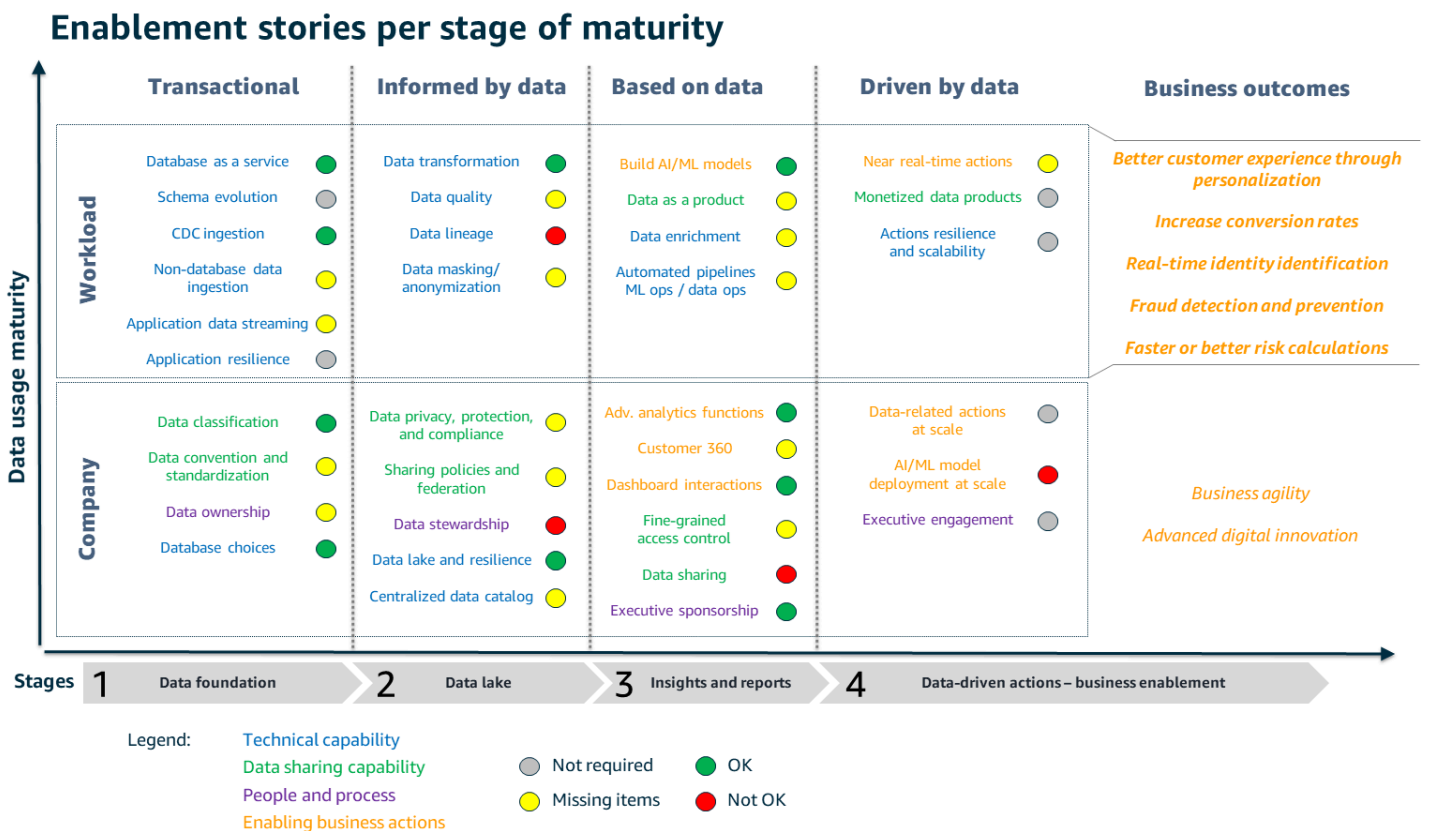 Enablement stories per stage of maturity
Transactional
Informed by data
Based on data
Driven by data
Business outcomes
Data usage maturity
Workload
Database as a service
Schema evolution
CDC ingestion
Non-database data
ingestion
Application data streaming
Application resilience
Data transformation
Data quality
Data lineage
Data masking/
anonymization
Build AI/ML models
Data as a product
Data enrichment
Automated pipelines
ML ops / data ops
Near real-time actions
Monetized data products
Actions resilience
and scalability
Better customer experience through
personalization
Increase conversion rates
Real-time identity identification
Fraud detection and prevention
Faster or better risk calculations
Company
Data classification
Data convention and
standardization
Data ownership
Database choices
Data privacy, protection,
and compliance
Sharing policies and
federation
Data stewardship
Data lake and resilience
Centralized data catalog
Adv. analytics functions
Customer 360
Dashboard interactions
Fine-grained
access control
Data sharing
Executive sponsorship
Data-related actions
at scale
AI/ML model
deployment at scale
Executive engagement
Business agility
Advanced digital innovation
Stages
1
Data foundation
2
Data lake
3
Insights and reports
4
Data-driven actions – business enablement
Legend:
Technical capability
Data sharing capability
People and process
Enabling business actions
Not required
OK
Missing items
Not OK